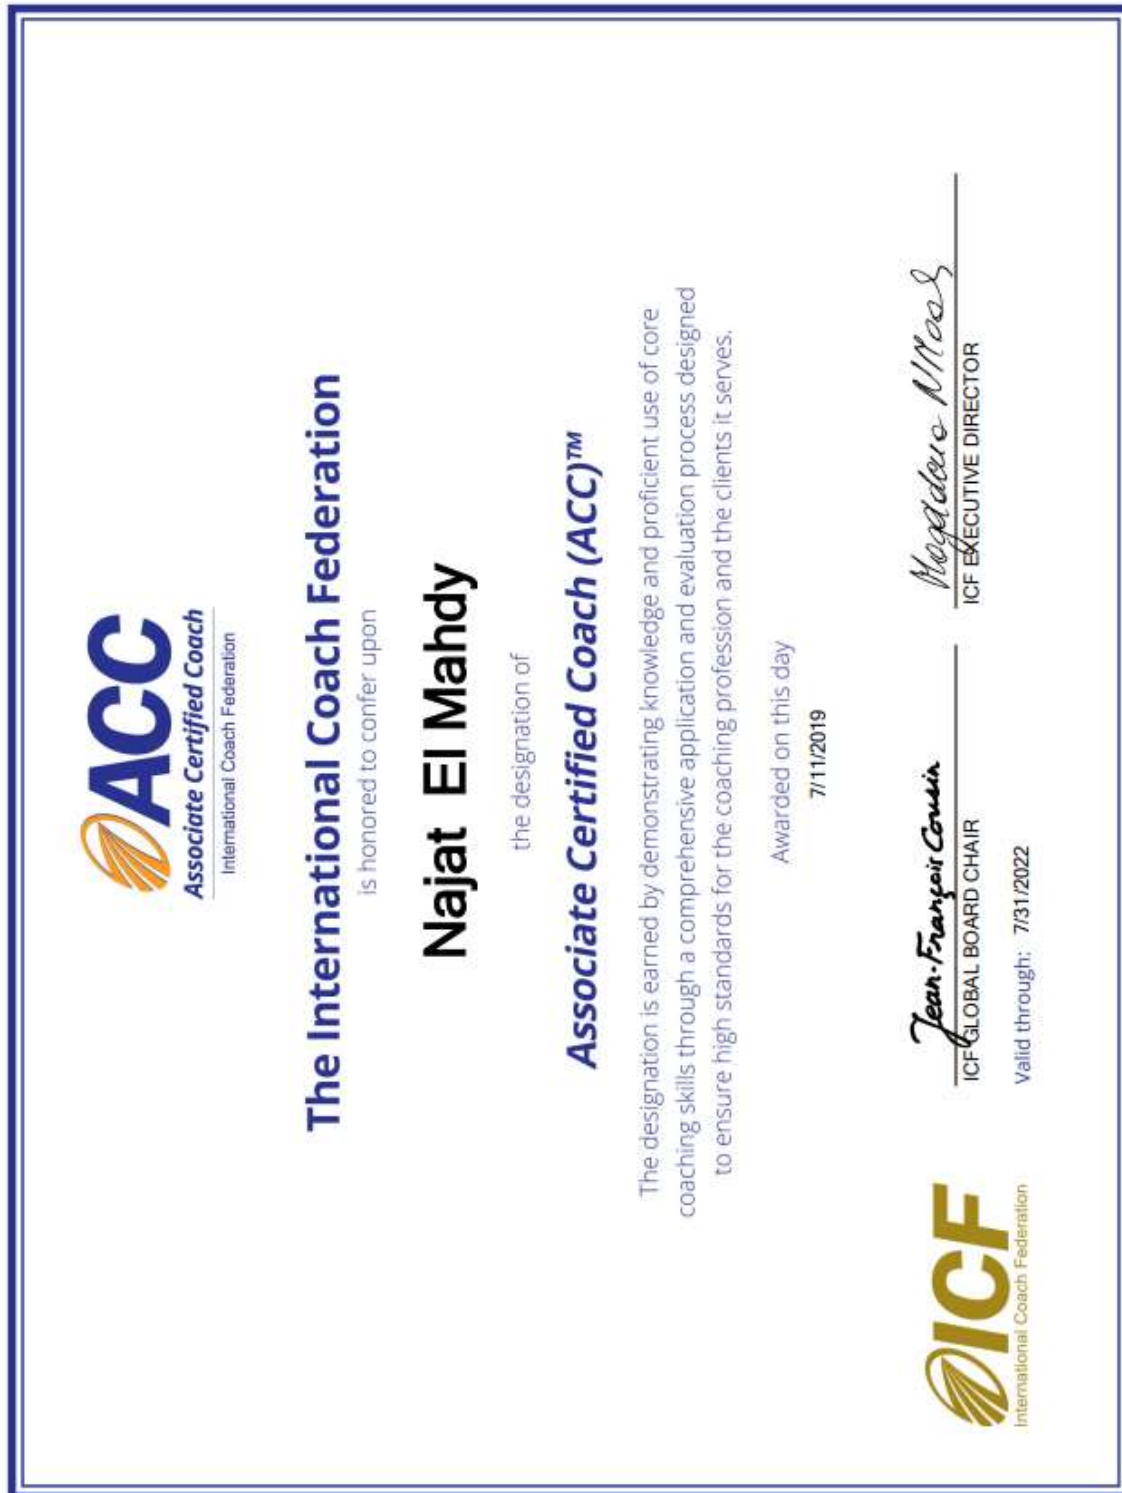 ACC
Associate Certified Coach
International Coach Federation
The International Coach Federation
is honored to confer upon
Najat El Mahdy
the designation of
Associate Certified Coach (ACC)™
The designation is earned by demonstrating knowledge and proficient use of core
coaching skills through a comprehensive application and evaluation process designed
to ensure high standards for the coaching profession and the clients it serves.
Awarded on this day
7/11/2019
Jean-François Cousin
ICF GLOBAL BOARD CHAIR
ICF EXECUTIVE DIRECTOR
Valid through: 7/31/2022
ICF
International Coach Federation